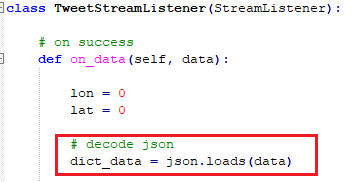 class TweetStreamListener(StreamListener):
# on success
def on_data(self, data):
lon = 0
lat = 0
# decode json
dict_data = json.loads(data)